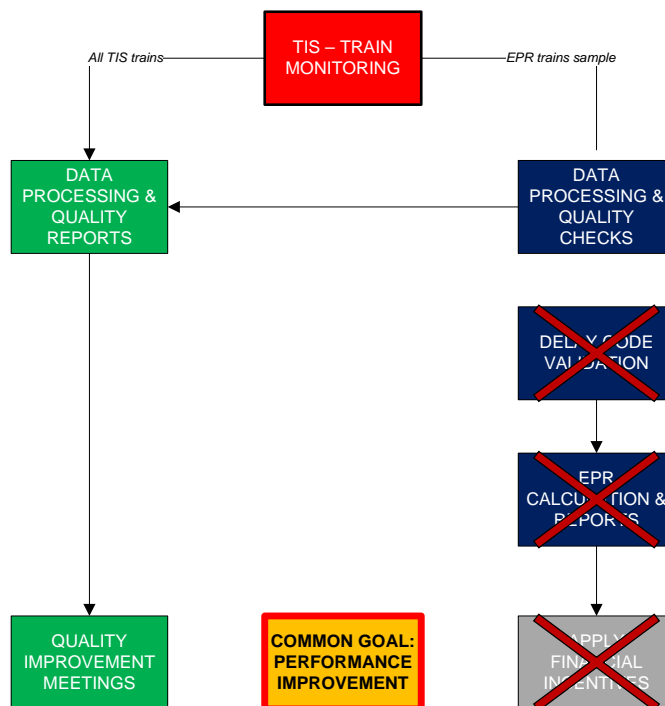 TIS – TRAIN
MONITORING
All TIS trains
EPR trains sample
DATA
PROCESSING &
QUALITY
REPORTS
DATA
PROCESSING &
QUALITY
CHECKS
DELAY CODE
VALIDATION
EPR
CALCULATION &
REPORTS
QUALITY
IMPROVEMENT
MEETINGS
COMMON GOAL:
PERFORMANCE
IMPROVEMENT
APPLY
FINANCIAL
INCENTIVES